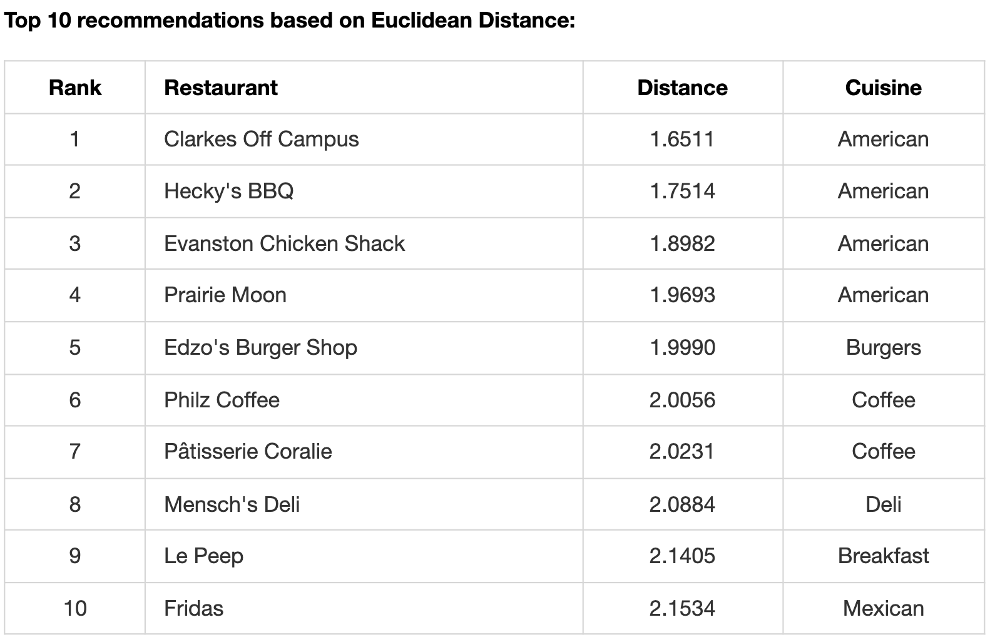 Top 10 recommendations based on Euclidean Distance:
Rank Restaurant Distance Cuisine
1 Clarkes Off Campus 1.6511 American
2 Hecky's BBQ 1.7514 American
3 Evanston Chicken Shack 1.8982 American
4 Prairie Moon 1.9693 American
5 Edzo's Burger Shop 1.9990 Burgers
6 Philz Coffee 2.0056 Coffee
7 Pâtisserie Coralie 2.0231 Coffee
8 Mensch's Deli 2.0884 Deli
9 Le Peep 2.1405 Breakfast
10 Fridas 2.1534 Mexican